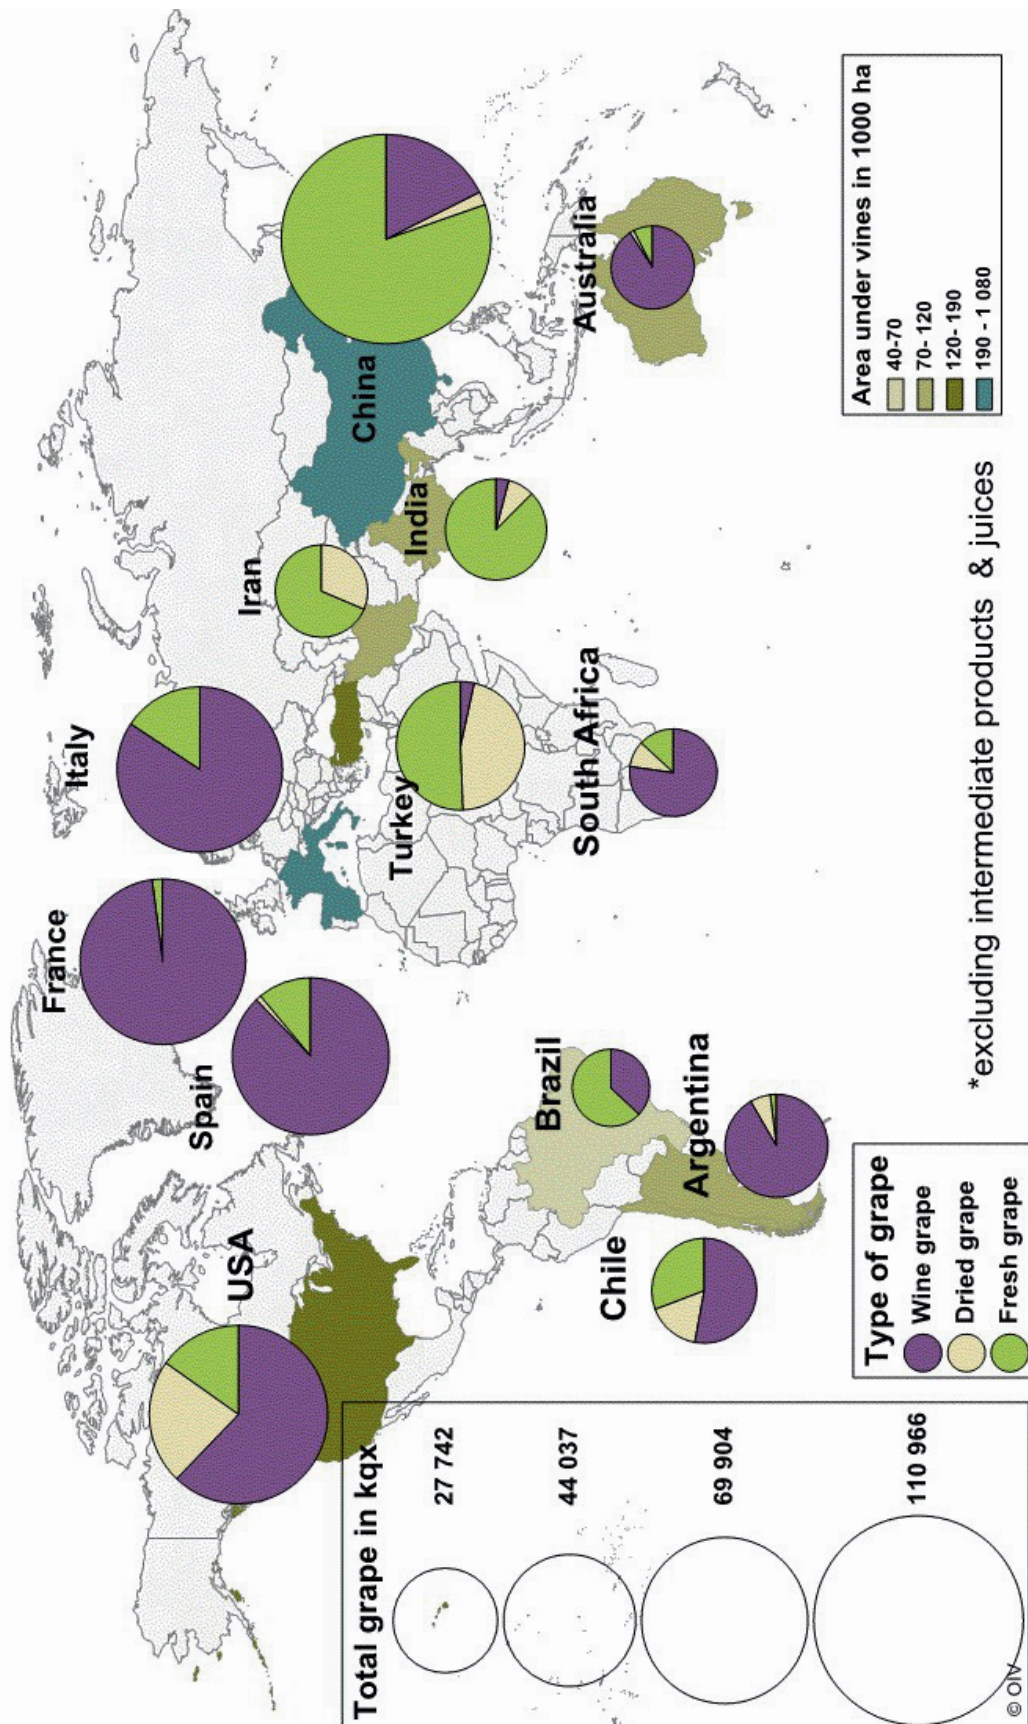 USA
France
Spain
Italy
Turkey
Iran
India
China
South Africa
Australia
Brazil
Argentina
Chile
Total grape in kqx
27 742
44 037
69 904
110 966
© OIV
Type of grape
Wine grape
Dried grape
Fresh grape
*excluding intermediate products & juices
Area under vines in 1000 ha
40-70
70- 120
120- 190
190 - 1 080